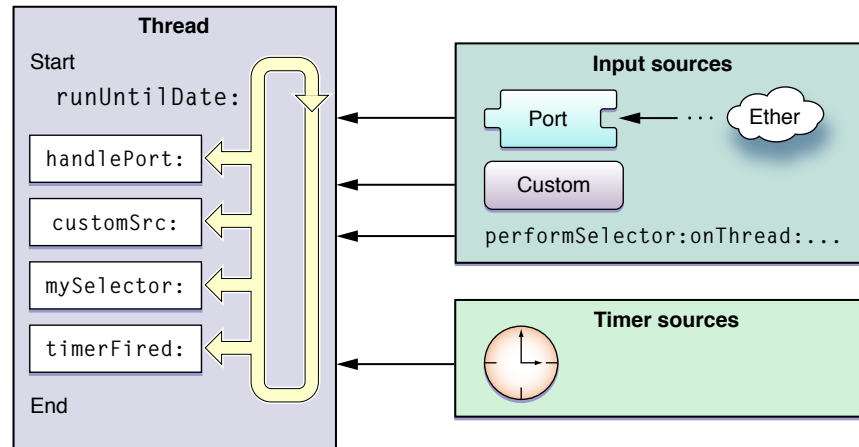 Thread
Start
runUntilDate:
handlePort:
customSrc:
mySelector:
timerFired:
End
Input sources
Port
···
Ether
Custom
performSelector:onThread:...
Timer sources